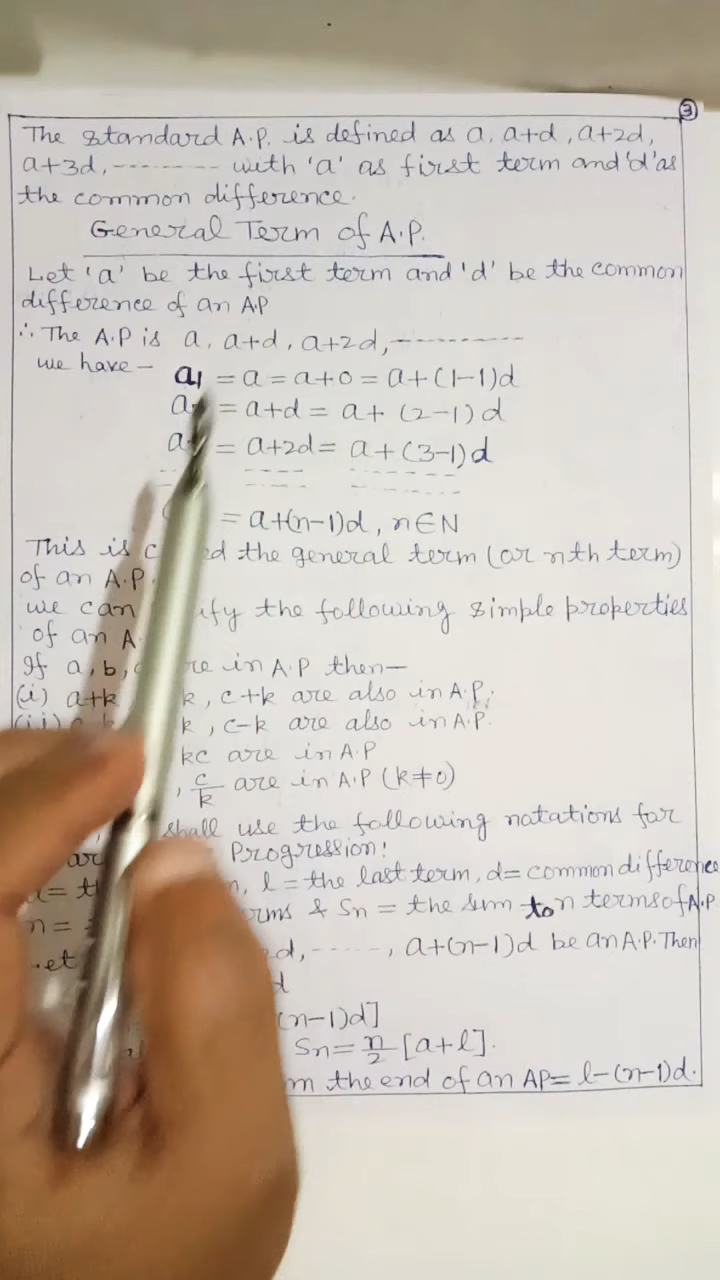 ③
The standard A.P. is defined as a, a+d, a+2d,
a+3d, --------- with 'a' as first term and 'd' as
the common difference.
General Term of A.P.
Let 'a' be the first term and 'd' be the common
difference of an A.P
∴ The A.P is a, a+d, a+2d, ----------
we have — a1 = a = a+0 = a+(1-1)d
a = a+d = a+ (2-1)d
a = a+2d = a+(3-1)d
= a+(n-1)d, n∈N
This is the general term (or nth term)
of an A.P.
we can the following simple properties
of an A.
If a, b, in A.P then—
(i) a+k k, c+k are also in A.P.
k, c-k are also in A.P.
kc are in A.P
, c/k are in A.P (k≠0)
shall use the following notations for
Progression!
l = the last term, d= common difference
& Sn = the sum to n terms of A.P
n =
d, -----, a+(n-1)d be an A.P. Then
d
(n-1)d]
Sn = n/2 [a+l].
the end of an AP= l-(n-1)d.